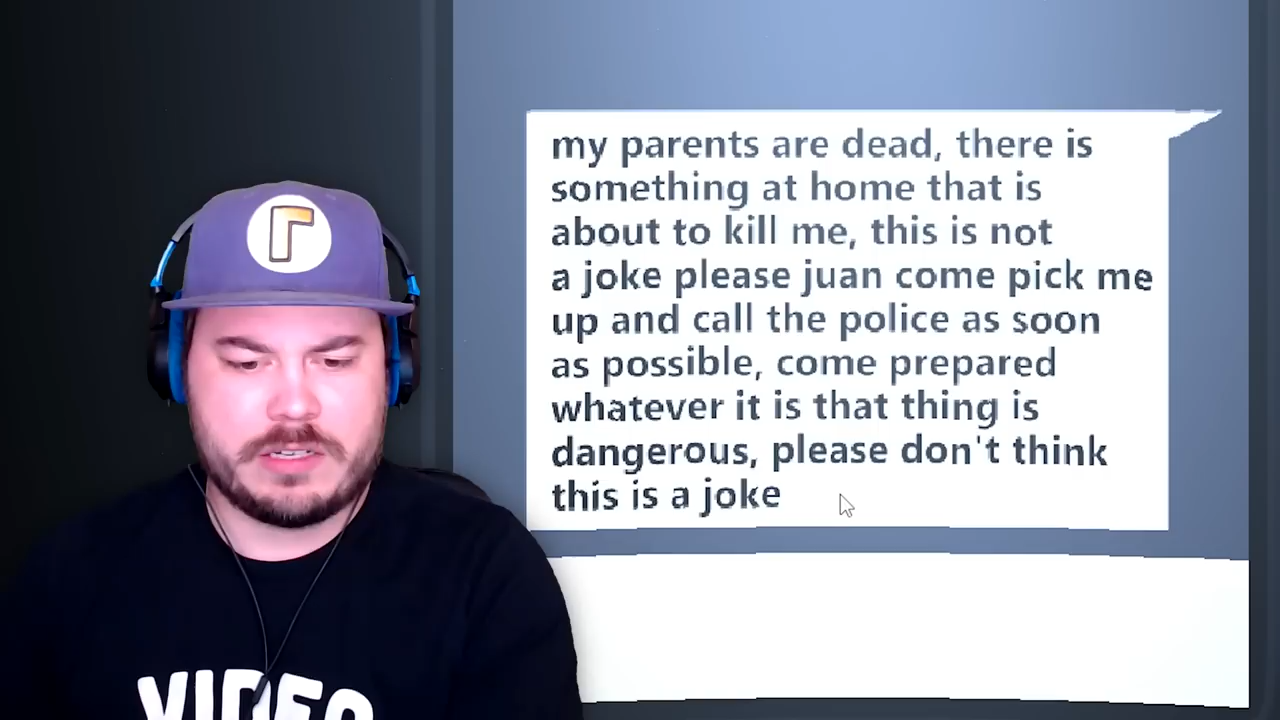 my parents are dead, there is
something at home that is
about to kill me, this is not
a joke please juan come pick me
up and call the police as soon
as possible, come prepared
whatever it is that thing is
dangerous, please don't think
this is a joke
VIDEO